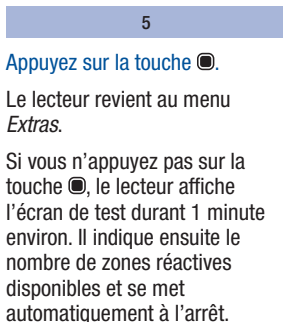 5
Appuyez sur la touche .
Le lecteur revient au menu
Extras.
Si vous n’appuyez pas sur la
touche , le lecteur affiche
l’écran de test durant 1 minute
environ. Il indique ensuite le
nombre de zones réactives
disponibles et se met
automatiquement à l’arrêt.